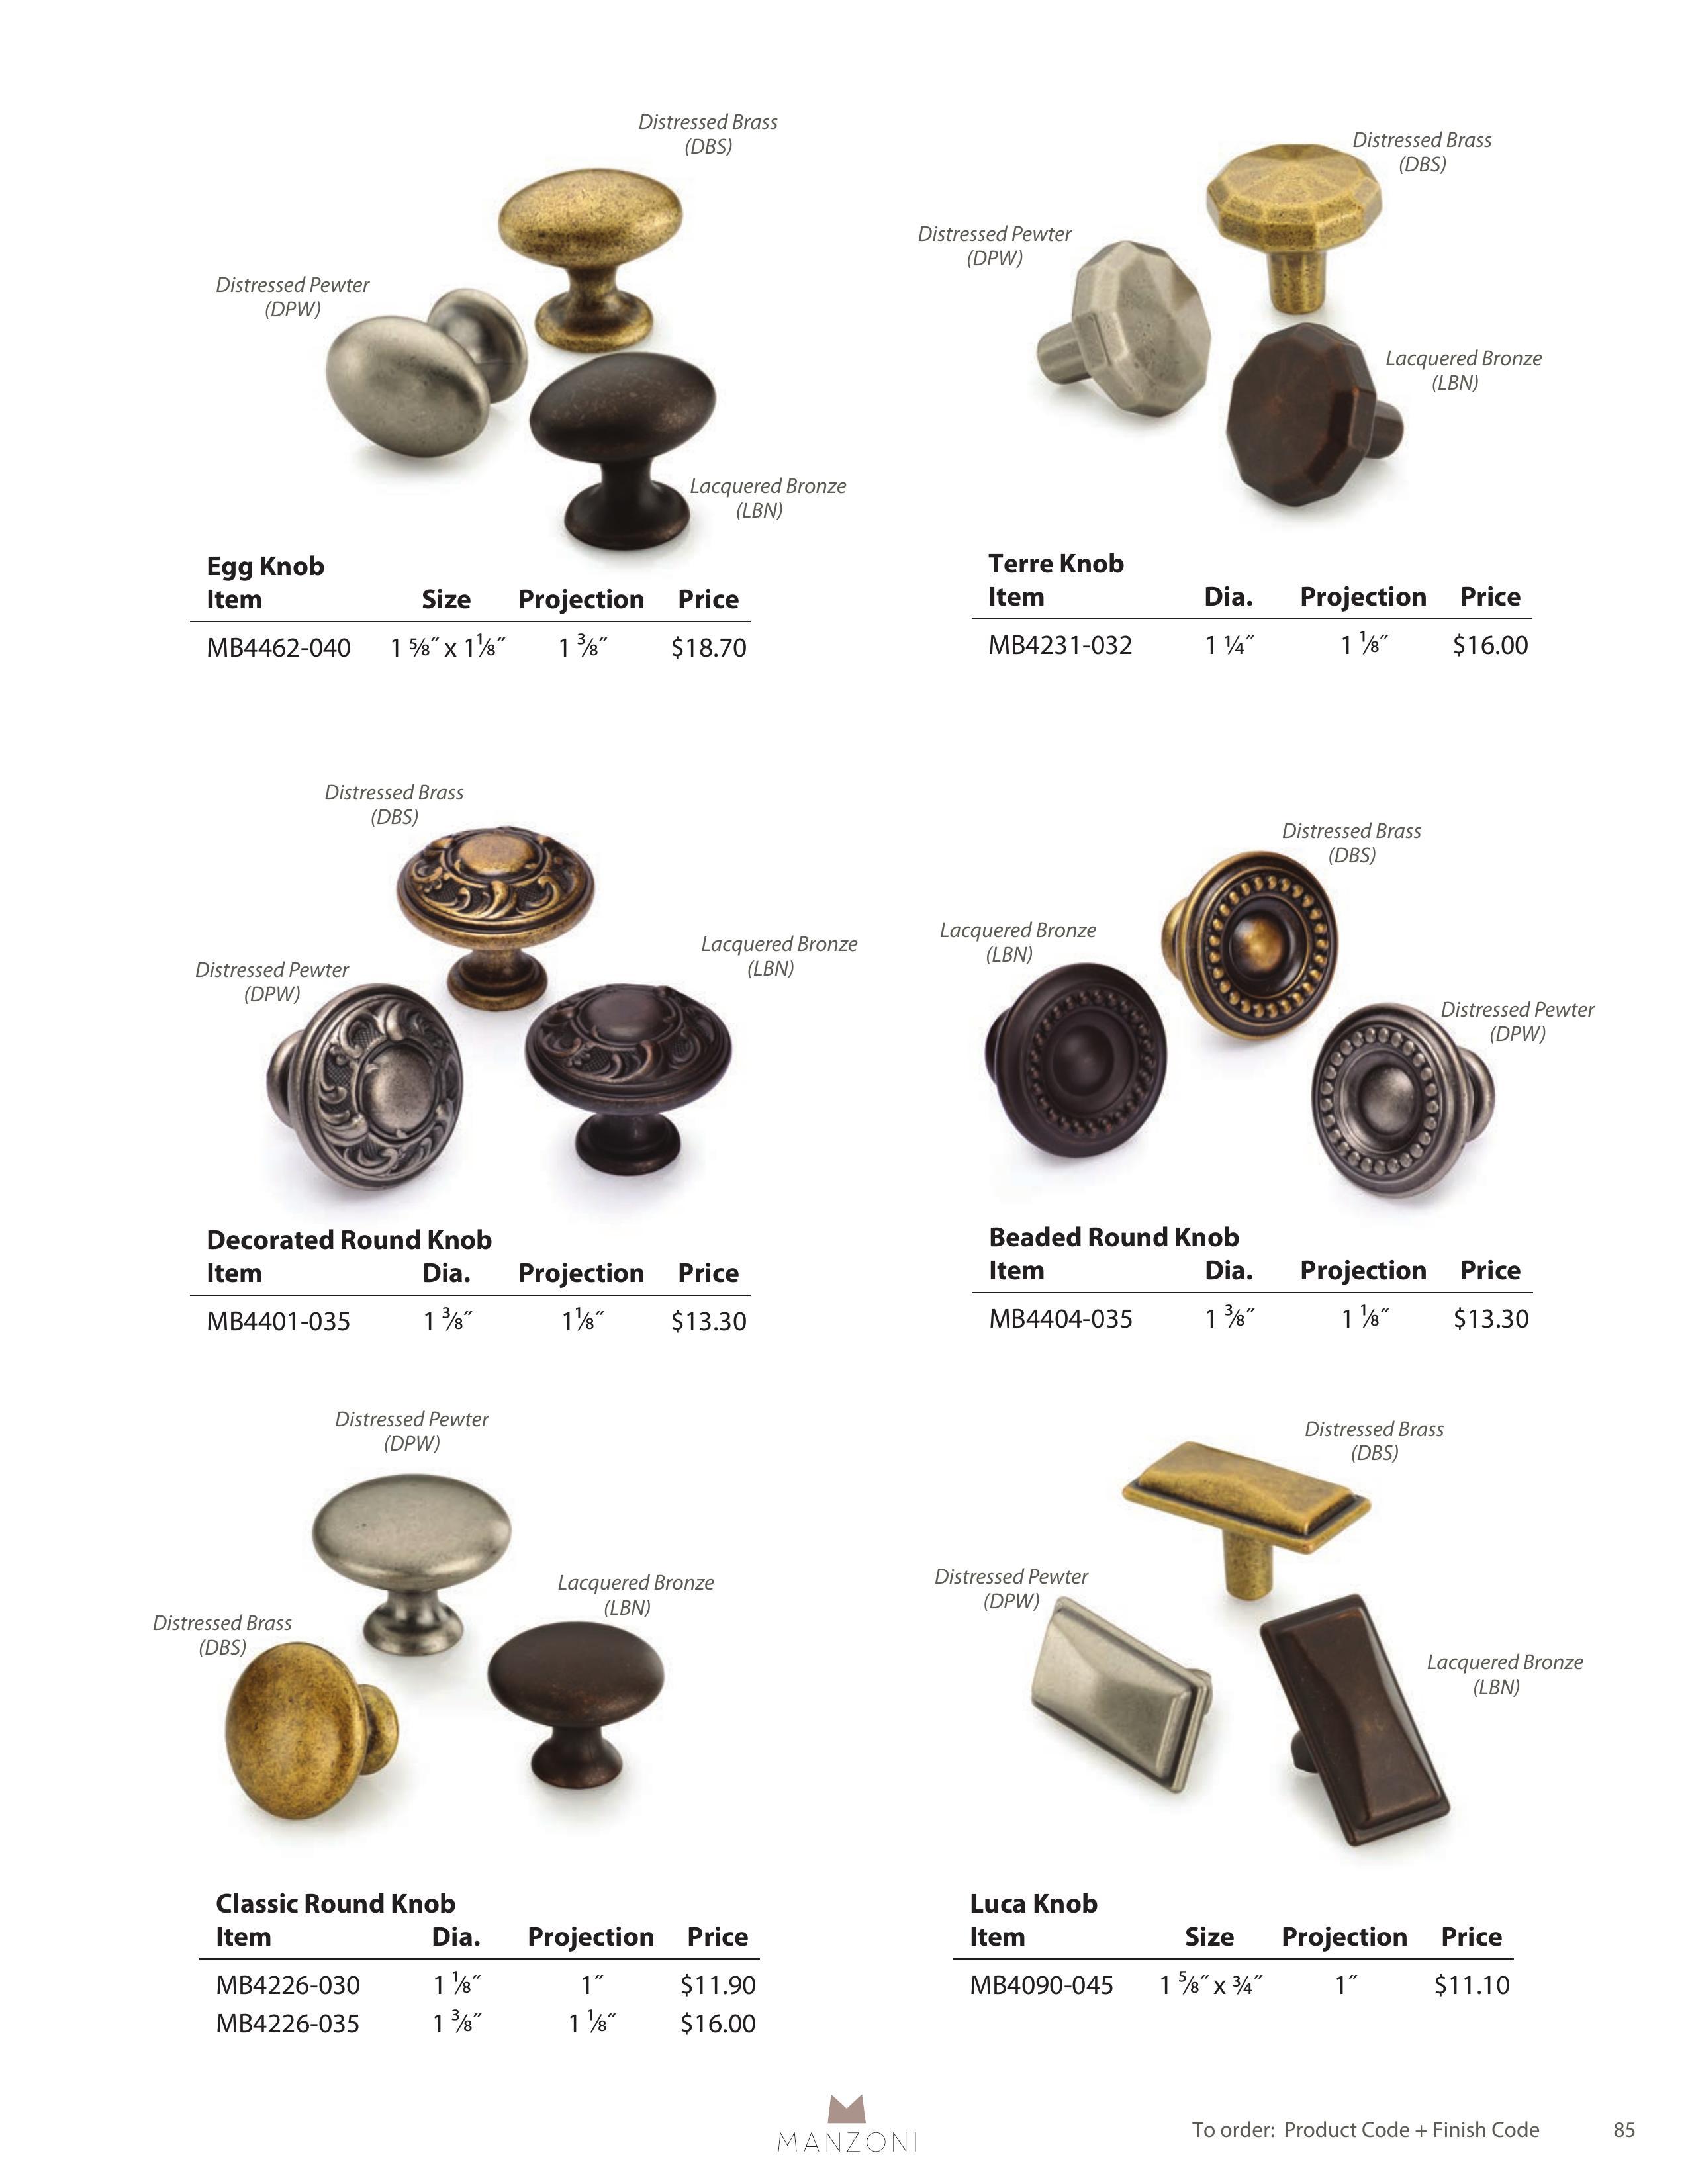 Distressed Brass
(DBS)
Distressed Pewter
(DPW)
Lacquered Bronze
(LBN)
Egg Knob
Item Size Projection Price
MB4462-040 1 ⅝˝ x 1⅛˝ 1 ⅜˝ $18.70
Distressed Brass
(DBS)
Distressed Pewter
(DPW)
Lacquered Bronze
(LBN)
Terre Knob
Item Dia. Projection Price
MB4231-032 1 ¼˝ 1 ⅛˝ $16.00
Distressed Brass
(DBS)
Lacquered Bronze
(LBN)
Distressed Pewter
(DPW)
Decorated Round Knob
Item Dia. Projection Price
MB4401-035 1 ⅜˝ 1⅛˝ $13.30
Distressed Brass
(DBS)
Lacquered Bronze
(LBN)
Distressed Pewter
(DPW)
Beaded Round Knob
Item Dia. Projection Price
MB4404-035 1 ⅜˝ 1 ⅛˝ $13.30
Distressed Pewter
(DPW)
Lacquered Bronze
(LBN)
Distressed Brass
(DBS)
Classic Round Knob
Item Dia. Projection Price
MB4226-030 1 ⅛˝ 1˝ $11.90
MB4226-035 1 ⅜˝ 1 ⅛˝ $16.00
Distressed Brass
(DBS)
Distressed Pewter
(DPW)
Lacquered Bronze
(LBN)
Luca Knob
Item Size Projection Price
MB4090-045 1 ⅝˝ x ¾˝ 1˝ $11.10
MANZONI
To order: Product Code + Finish Code 85